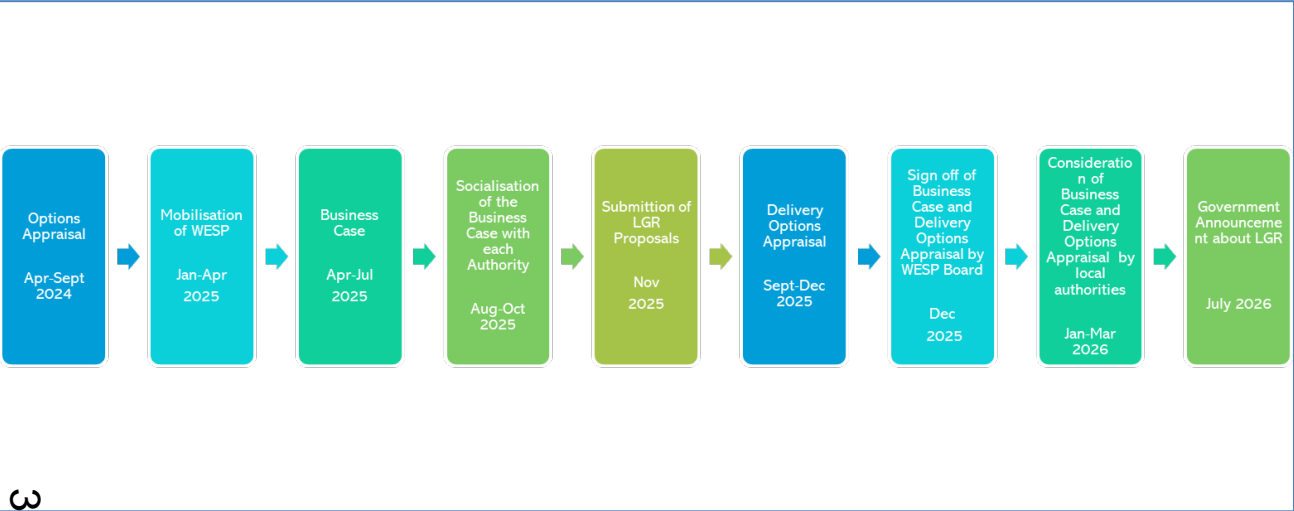 Options
Appraisal
Apr-Sept
2024
Mobilisation
of WESP
Jan-Apr
2025
Business
Case
Apr-Jul
2025
Socialisation
of the
Business
Case with
each
Authority
Aug-Oct
2025
Submittion of
LGR
Proposals
Nov
2025
Delivery
Options
Appraisal
Sept-Dec
2025
Sign off of
Business
Case and
Delivery
Options
Appraisal by
WESP Board
Dec
2025
Consideratio
n of
Business
Case and
Delivery
Options
Appraisal by
local
authorities
Jan-Mar
2026
Government
Announceme
nt about LGR
July 2026
3